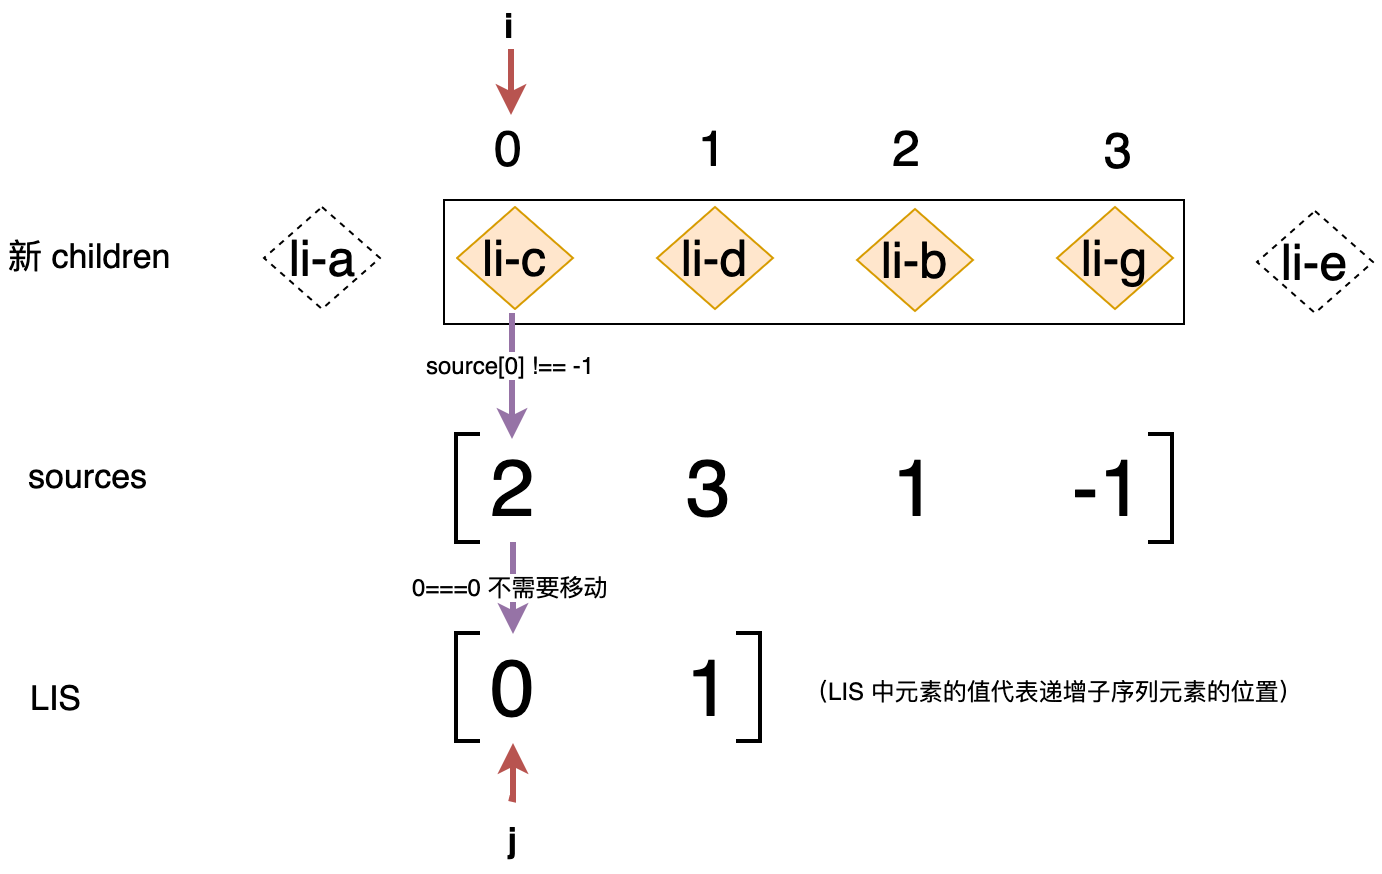 i
0 1 2 3
新 children li-a li-c li-d li-b li-g li-e
source[0] !== -1
sources [ 2 3 1 -1 ]
0===0 不需要移动
LIS [ 0 1 ] (LIS 中元素的值代表递增子序列元素的位置)
j